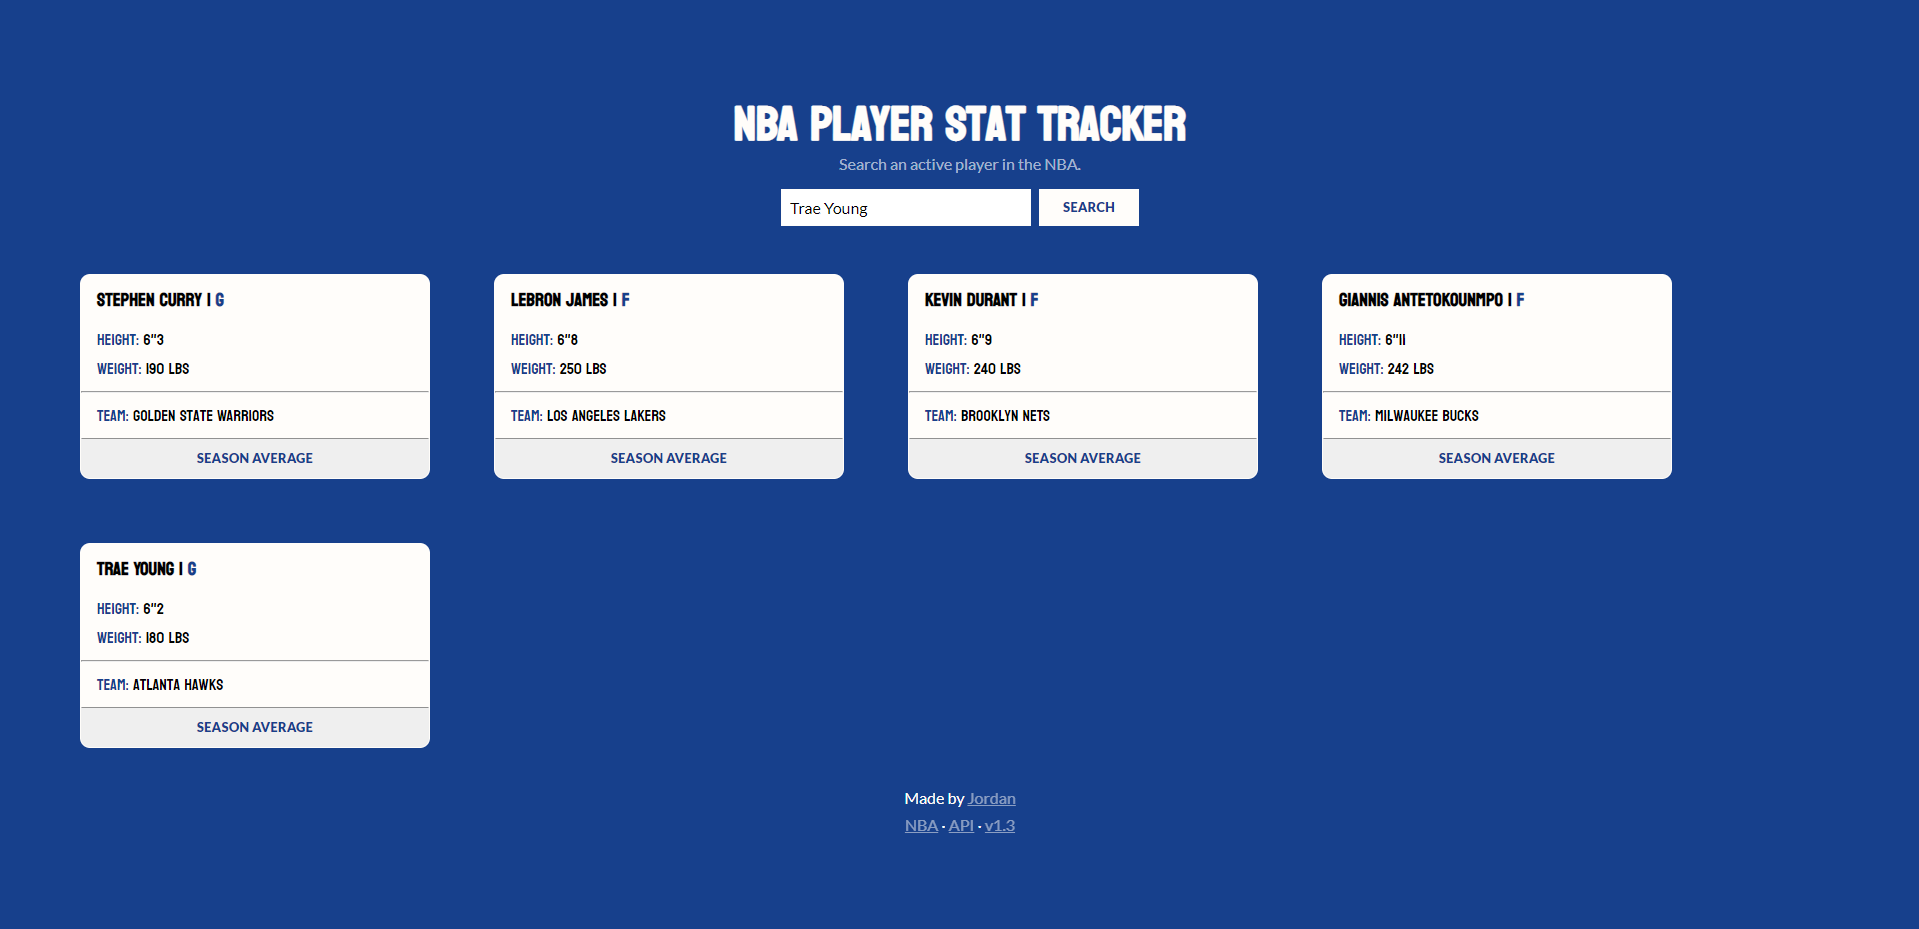 NBA PLAYER STAT TRACKER
Search an active player in the NBA.
Trae Young
SEARCH
STEPHEN CURRY | G
HEIGHT: 6"3
WEIGHT: 190 LBS
TEAM: GOLDEN STATE WARRIORS
SEASON AVERAGE
LEBRON JAMES | F
HEIGHT: 6"8
WEIGHT: 250 LBS
TEAM: LOS ANGELES LAKERS
SEASON AVERAGE
KEVIN DURANT | F
HEIGHT: 6"9
WEIGHT: 240 LBS
TEAM: BROOKLYN NETS
SEASON AVERAGE
GIANNIS ANTETOKOUNMPO | F
HEIGHT: 6"11
WEIGHT: 242 LBS
TEAM: MILWAUKEE BUCKS
SEASON AVERAGE
TRAE YOUNG | G
HEIGHT: 6"2
WEIGHT: 180 LBS
TEAM: ATLANTA HAWKS
SEASON AVERAGE
Made by Jordan
NBA · API · v1.3